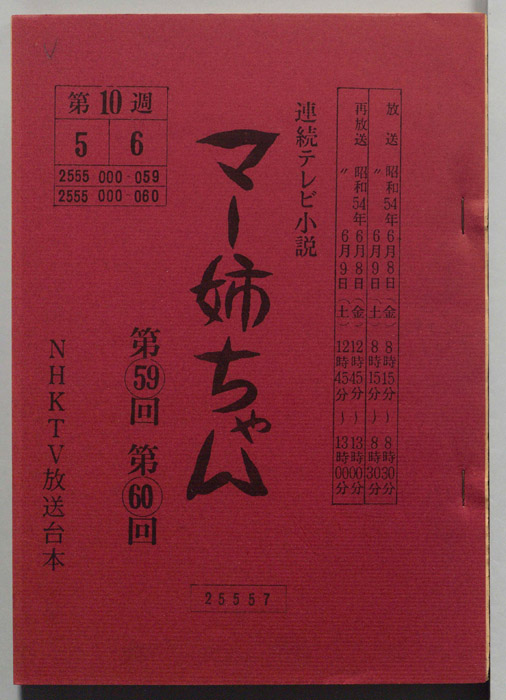 放送 昭和54年6月8日（金）8時15分～8時30分
〃 6月9日（土）8時15分～8時30分
再放送 昭和54年6月8日（金）12時45分～13時00分
〃 6月9日（土）12時45分～13時00分
連続テレビ小説
マー姉ちゃん
第59回 第60回
第10週
5 6
2555 000 059
2555 000 060
NHKTV放送台本
25557